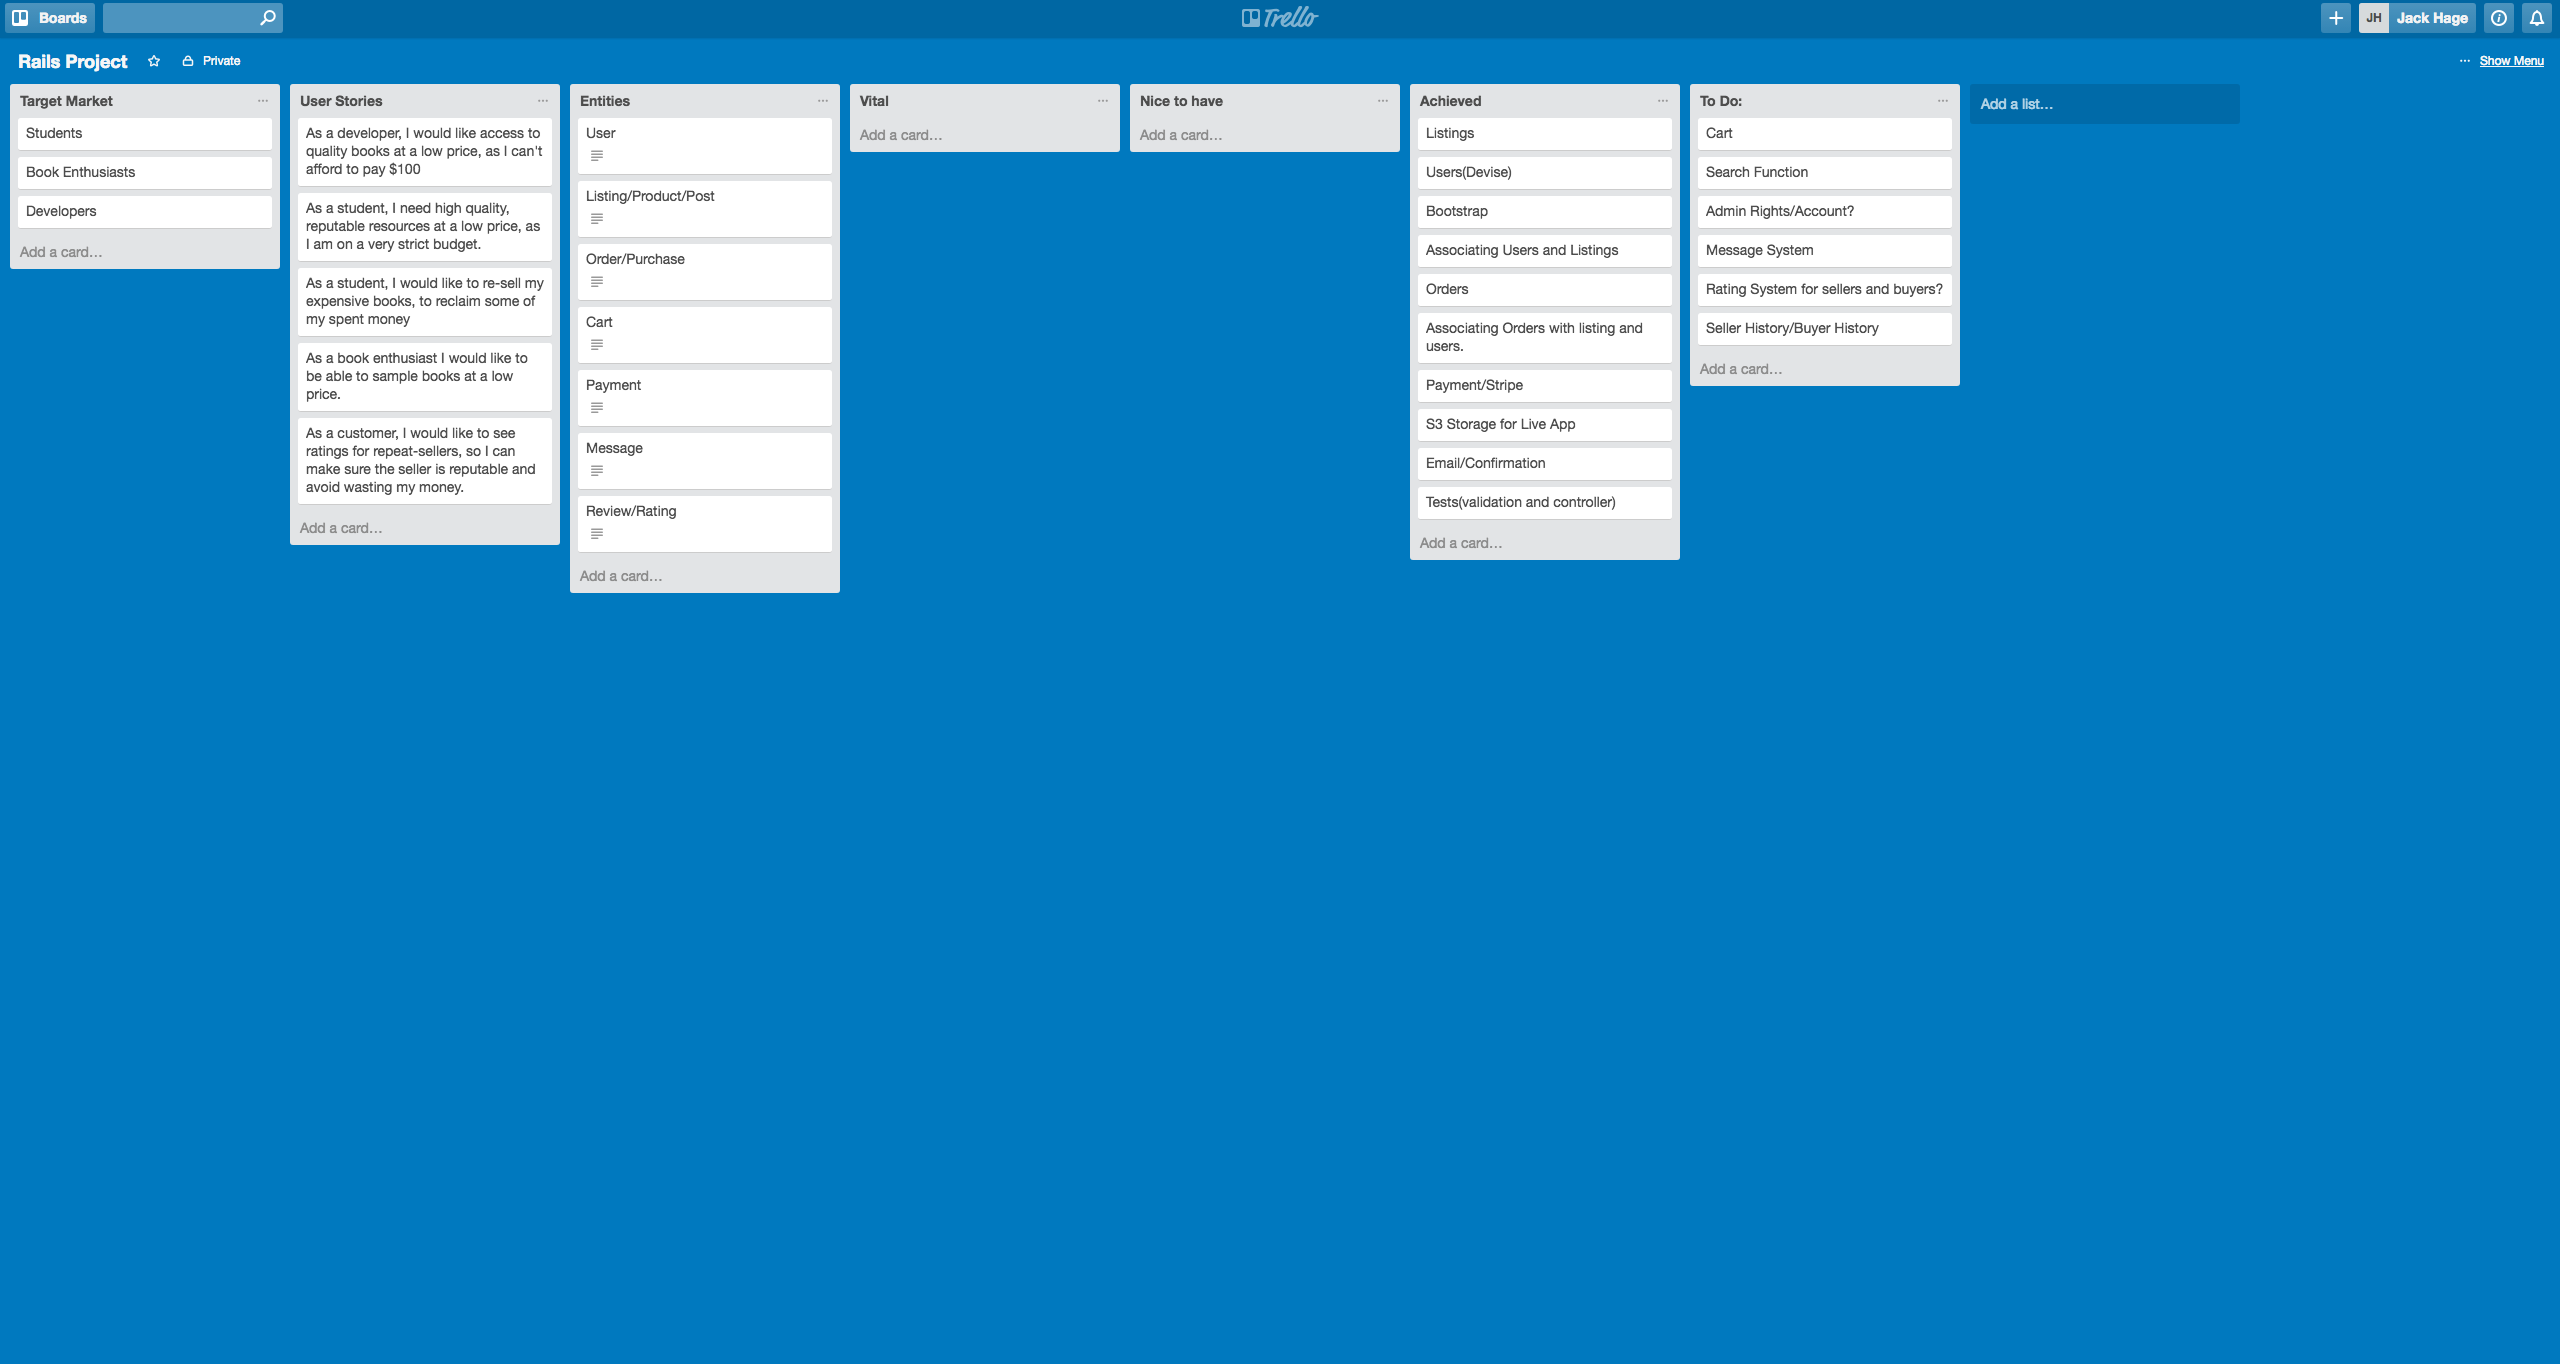 Boards
Trello
JH Jack Hage
Rails Project
Private
... Show Menu
Target Market
Students
Book Enthusiasts
Developers
Add a card...
User Stories
As a developer, I would like access to
quality books at a low price, as I can't
afford to pay $100
As a student, I need high quality,
reputable resources at a low price, as
I am on a very strict budget.
As a student, I would like to re-sell my
expensive books, to reclaim some of
my spent money
As a book enthusiast I would like to
be able to sample books at a low
price.
As a customer, I would like to see
ratings for repeat-sellers, so I can
make sure the seller is reputable and
avoid wasting my money.
Add a card...
Entities
User
Listing/Product/Post
Order/Purchase
Cart
Payment
Message
Review/Rating
Add a card...
Vital
Add a card...
Nice to have
Add a card...
Achieved
Listings
Users(Devise)
Bootstrap
Associating Users and Listings
Orders
Associating Orders with listing and
users.
Payment/Stripe
S3 Storage for Live App
Email/Confirmation
Tests(validation and controller)
Add a card...
To Do:
Cart
Search Function
Admin Rights/Account?
Message System
Rating System for sellers and buyers?
Seller History/Buyer History
Add a card...
Add a list...